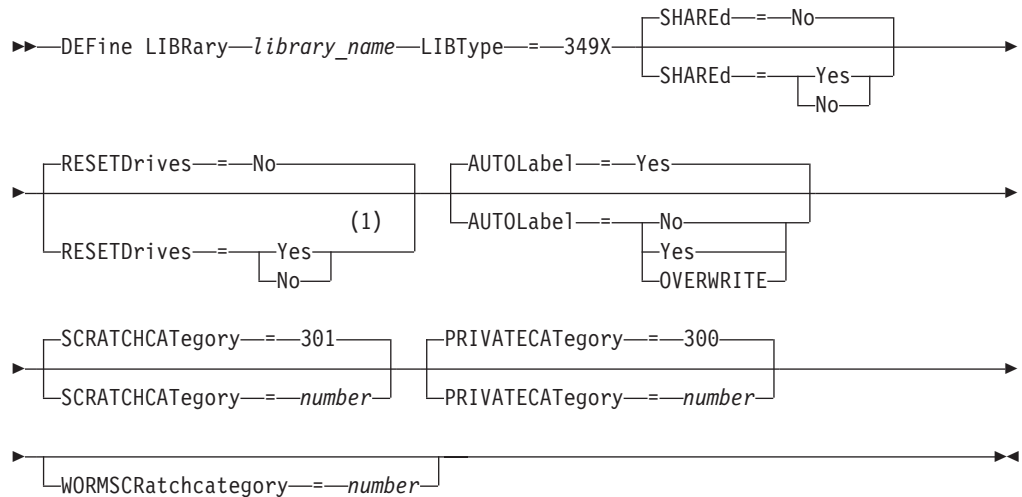 SHAREd = No
DEFine LIBRary library_name LIBType = 349X
SHAREd = Yes
No
RESETDrives = No
AUTOLabel = Yes
(1)
RESETDrives = Yes
No
AUTOLabel = No
Yes
OVERWRITE
SCRATCHCATegory = 301
PRIVATECATegory = 300
SCRATCHCATegory = number
PRIVATECATegory = number
WORMSCRatchcategory = number